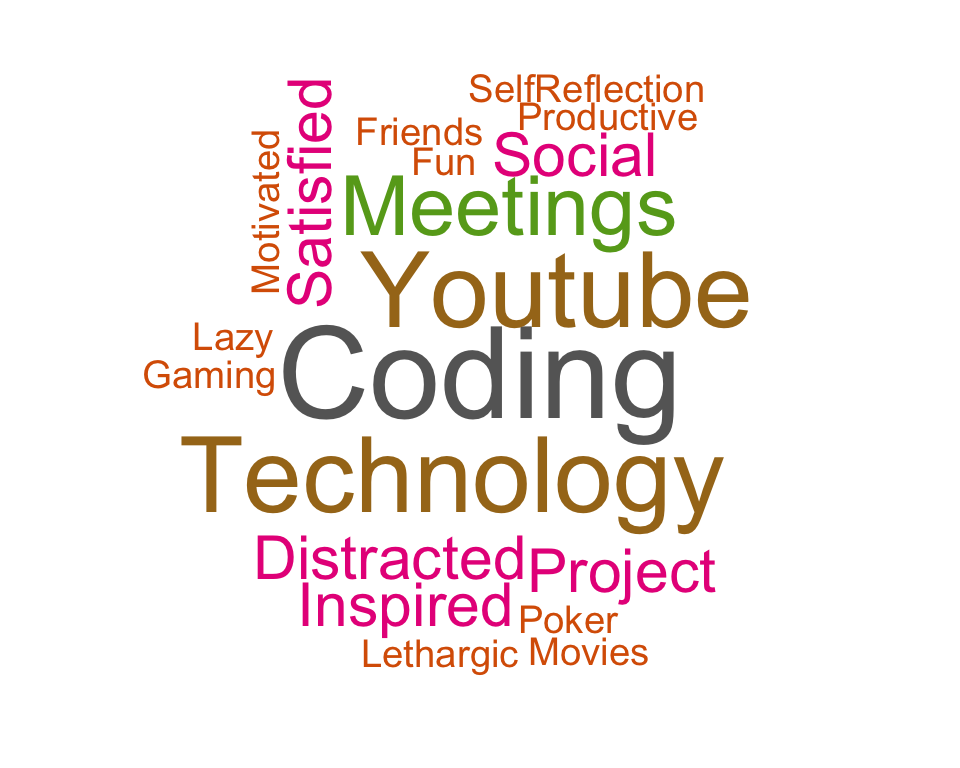 SelfReflection
Productive
Friends
Fun
Social
Satisfied
Motivated
Meetings
Youtube
Lazy
Gaming
Coding
Technology
Distracted
Project
Inspired
Poker
Lethargic
Movies